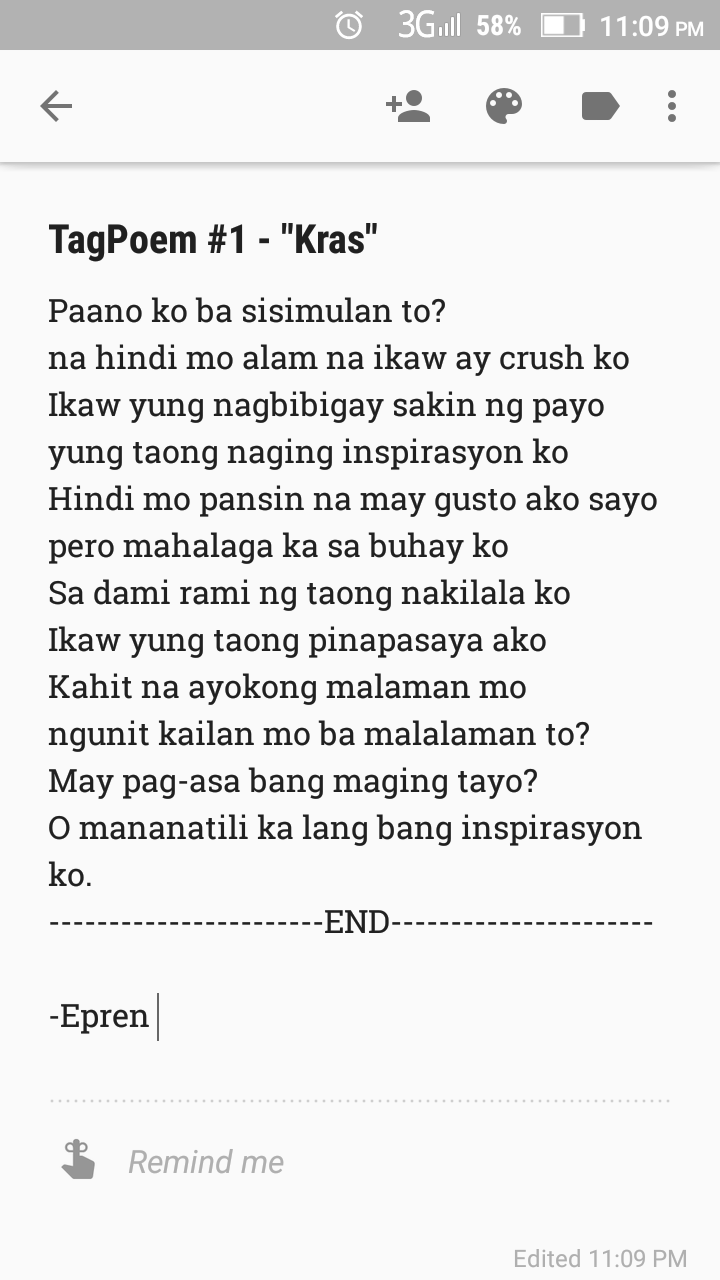 3G 58% 11:09 PM
TagPoem #1 - "Kras"
Paano ko ba sisimulan to?
na hindi mo alam na ikaw ay crush ko
Ikaw yung nagbibigay sakin ng payo
yung taong naging inspirasyon ko
Hindi mo pansin na may gusto ako sayo
pero mahalaga ka sa buhay ko
Sa dami rami ng taong nakilala ko
Ikaw yung taong pinapasaya ako
Kahit na ayokong malaman mo
ngunit kailan mo ba malalaman to?
May pag-asa bang maging tayo?
O mananatili ka lang bang inspirasyon
ko.
-----------------------END----------------------
-Epren
Remind me
Edited 11:09 PM